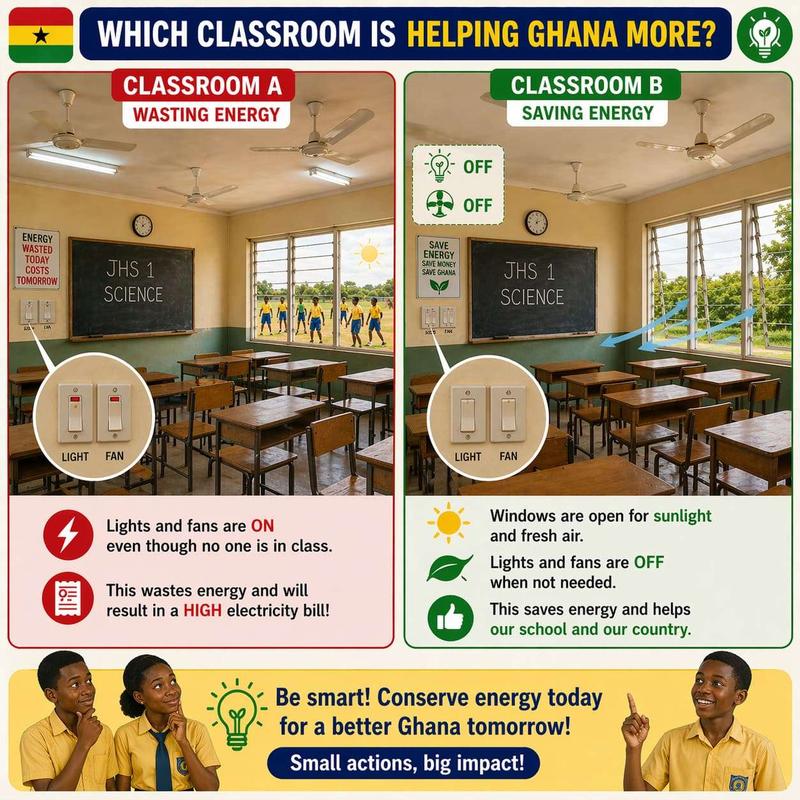 WHICH CLASSROOM IS HELPING GHANA MORE?
CLASSROOM A
WASTING ENERGY
ENERGY
WASTED
TODAY
COSTS
TOMORROW
JHS 1
SCIENCE
LIGHT FAN
Lights and fans are ON
even though no one is in class.
This wastes energy and will
result in a HIGH electricity bill!
CLASSROOM B
SAVING ENERGY
OFF
OFF
SAVE
ENERGY
SAVE MONEY
SAVE GHANA
JHS 1
SCIENCE
LIGHT FAN
Windows are open for sunlight
and fresh air.
Lights and fans are OFF
when not needed.
This saves energy and helps
our school and our country.
Be smart! Conserve energy today
for a better Ghana tomorrow!
Small actions, big impact!